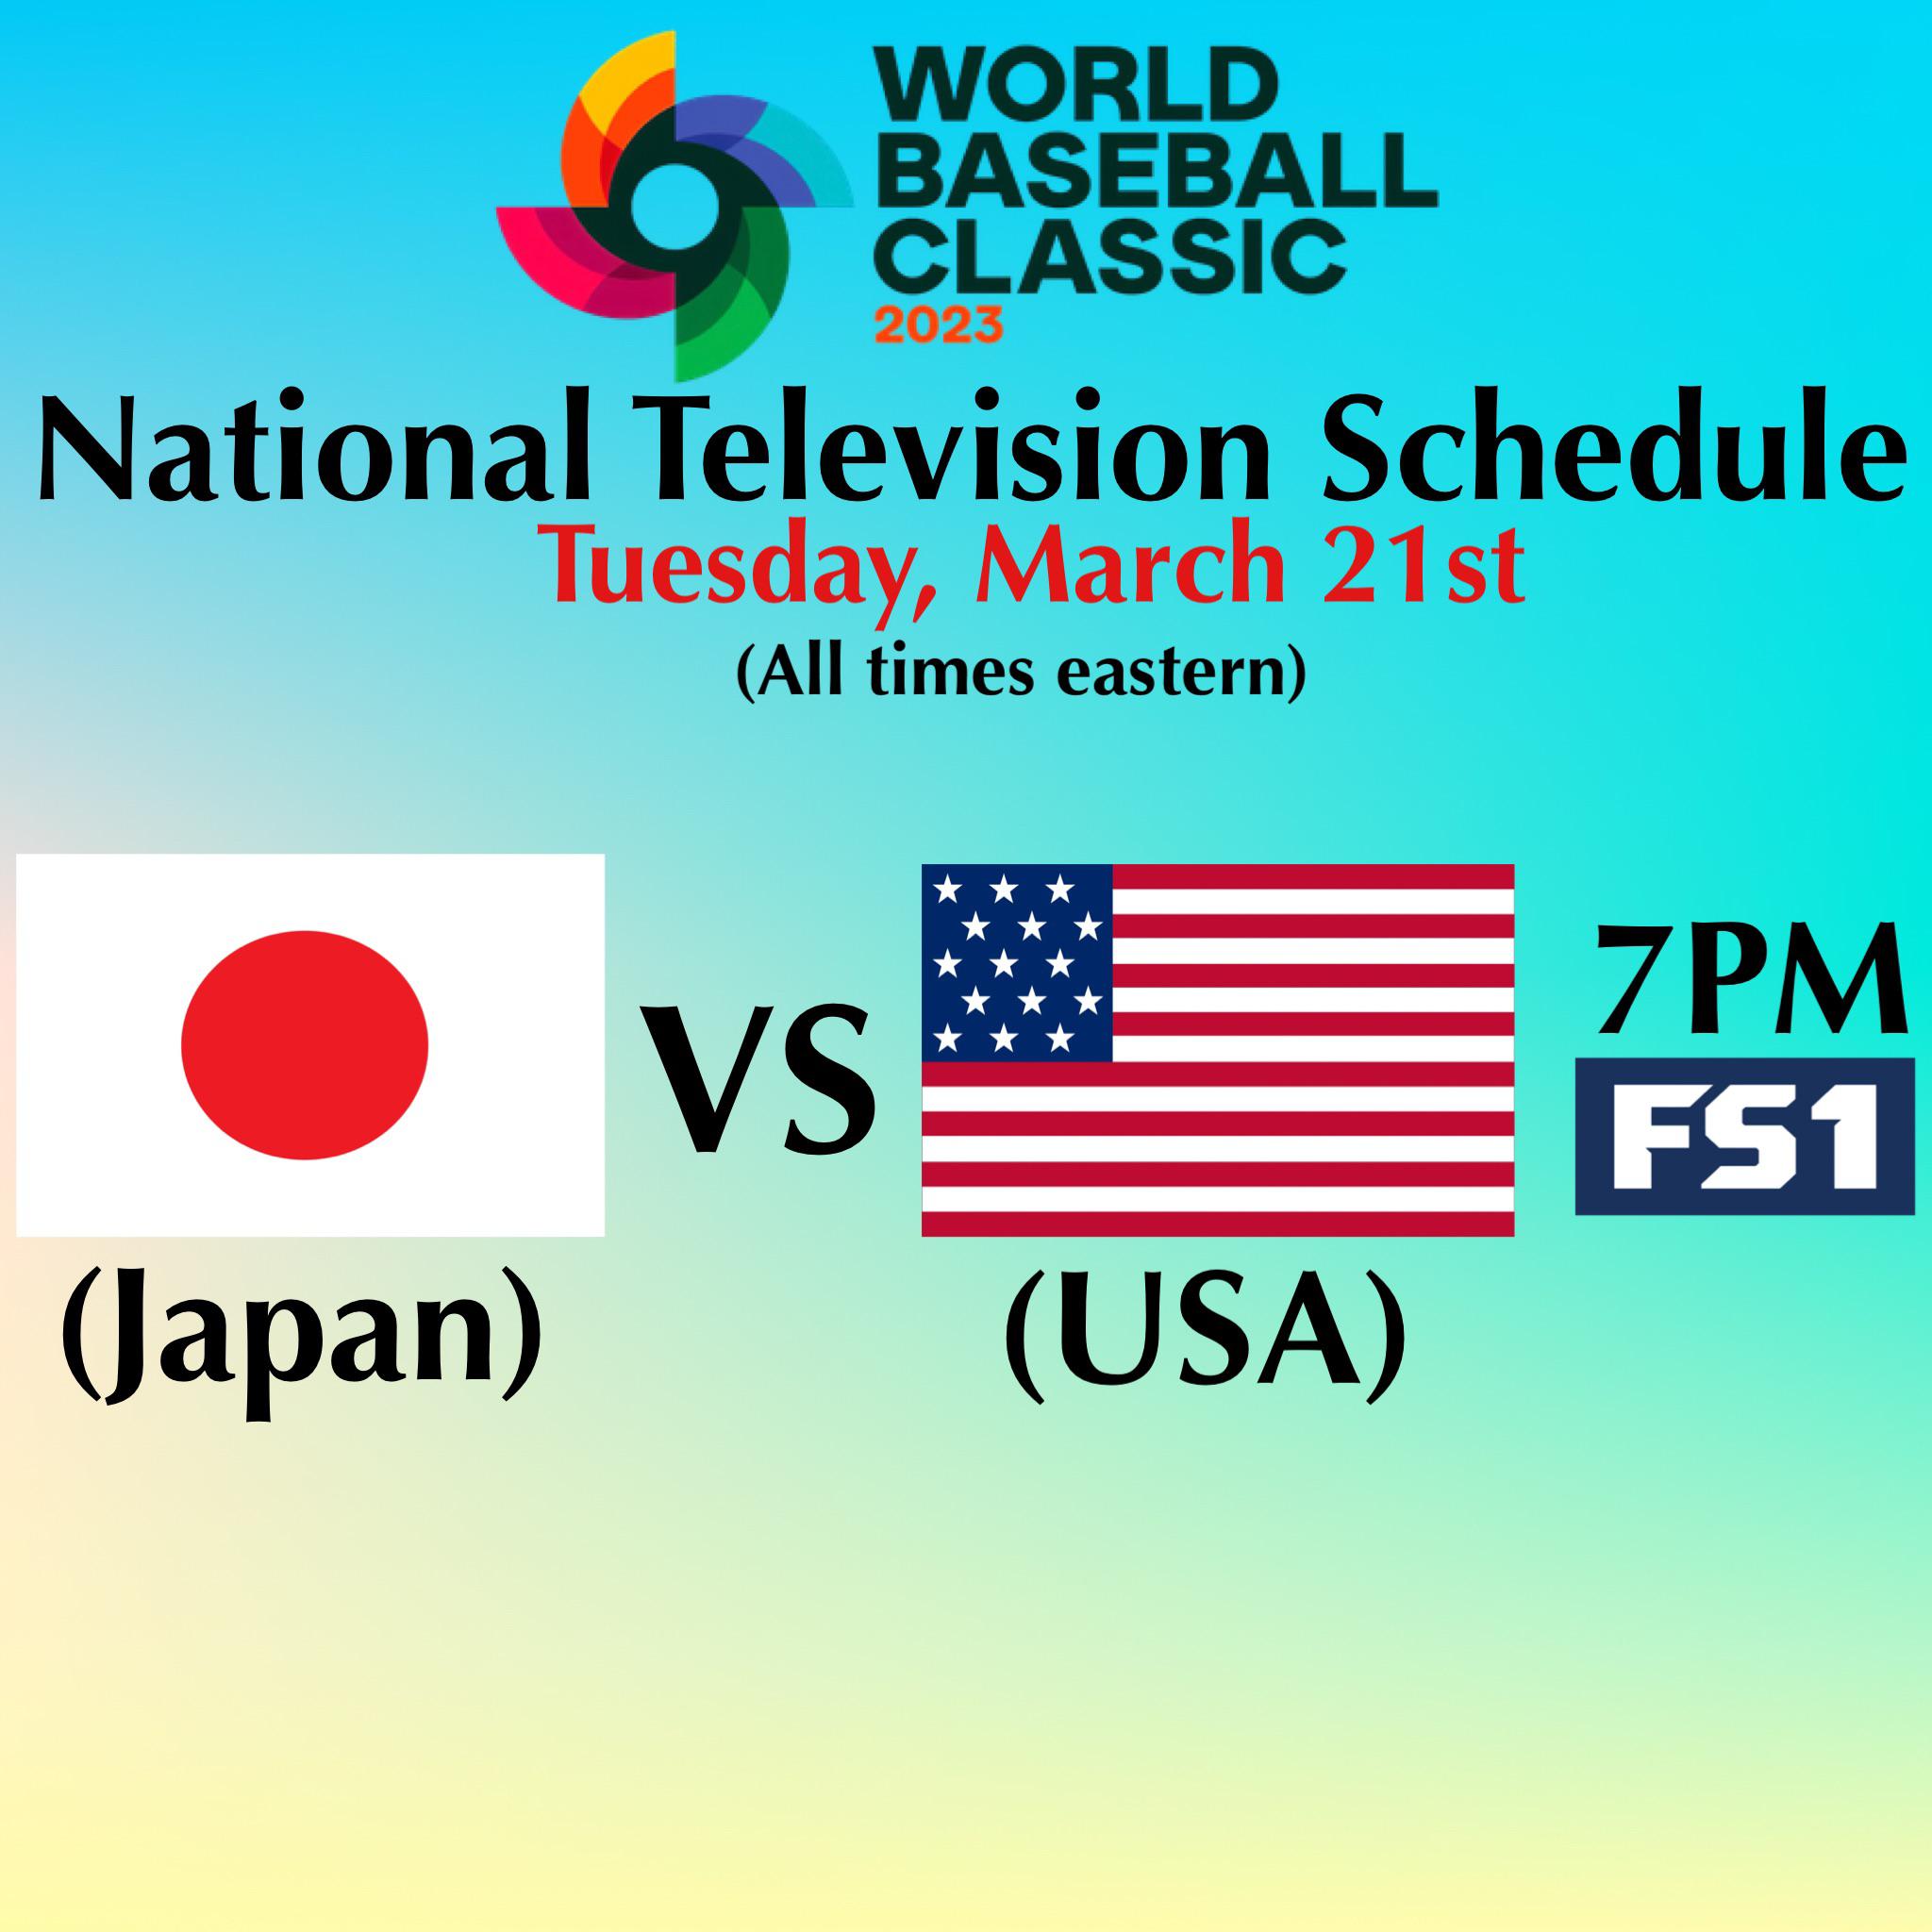 WORLD
BASEBALL
CLASSIC
2023
National Television Schedule
Tuesday, March 21st
(All times eastern)
VS
7PM
FS1
(Japan)
(USA)